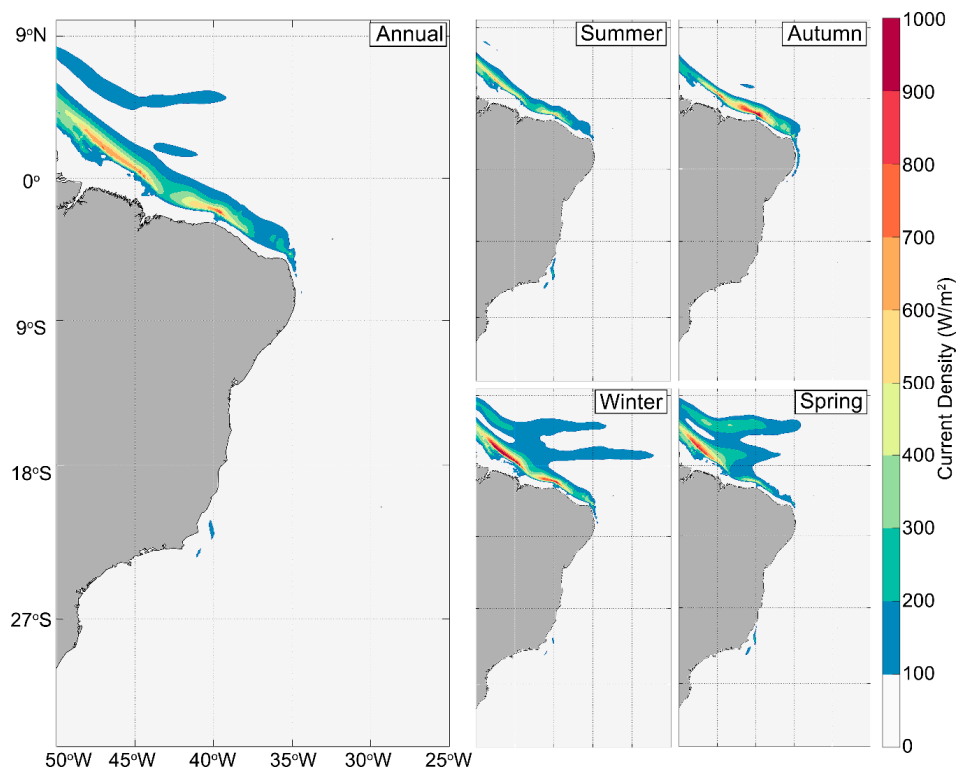 Annual
9°N
0°
9°S
18°S
27°S
50°W 45°W 40°W 35°W 30°W 25°W
Summer
Autumn
Winter
Spring
1000
900
800
700
600
500
400
300
200
100
0
Current Density (W/m²)